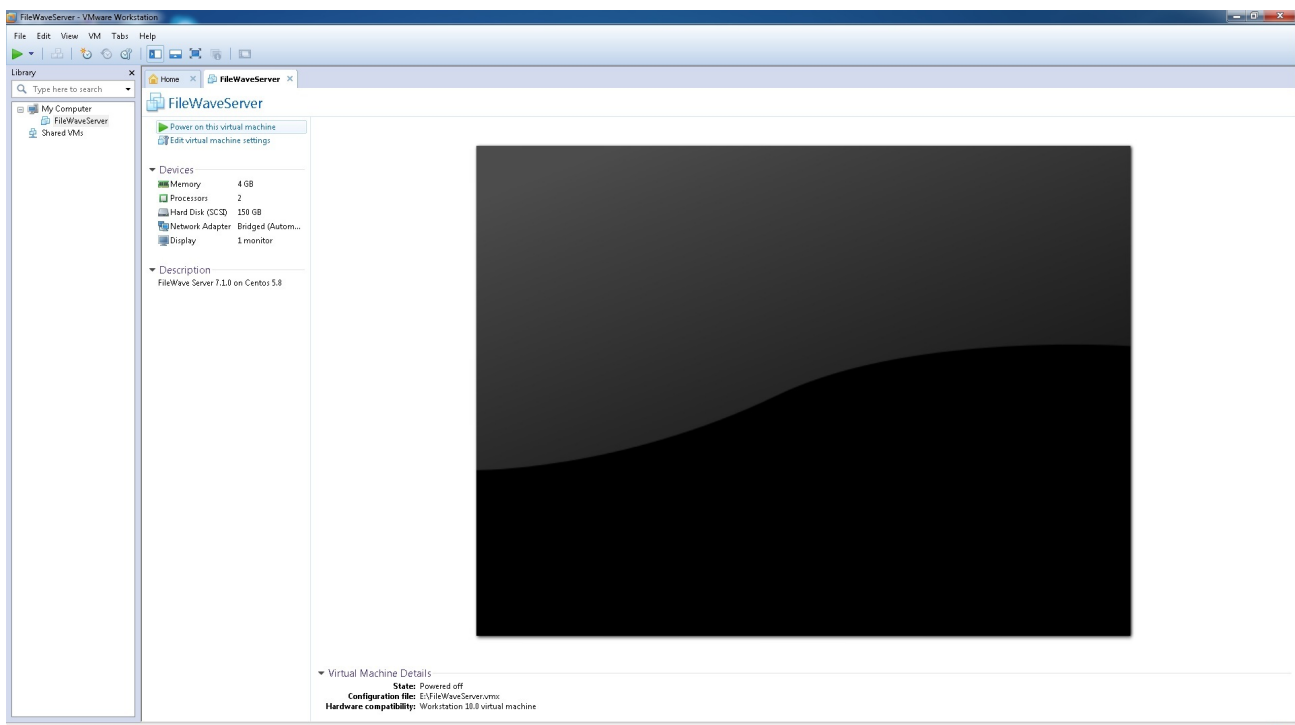 FileWaveServer - VMware Workstation
File Edit View VM Tabs Help
Library
Type here to search
My Computer
FileWaveServer
Shared VMs
Home
FileWaveServer
FileWaveServer
Power on this virtual machine
Edit virtual machine settings
Devices
Memory 4 GB
Processors 2
Hard Disk (SCSI) 150 GB
Network Adapter Bridged (Autom...
Display 1 monitor
Description
FileWave Server 7.1.0 on Centos 5.8
Virtual Machine Details
State: Powered off
Configuration file: E:\FileWaveServer.vmx
Hardware compatibility: Workstation 10.0 virtual machine